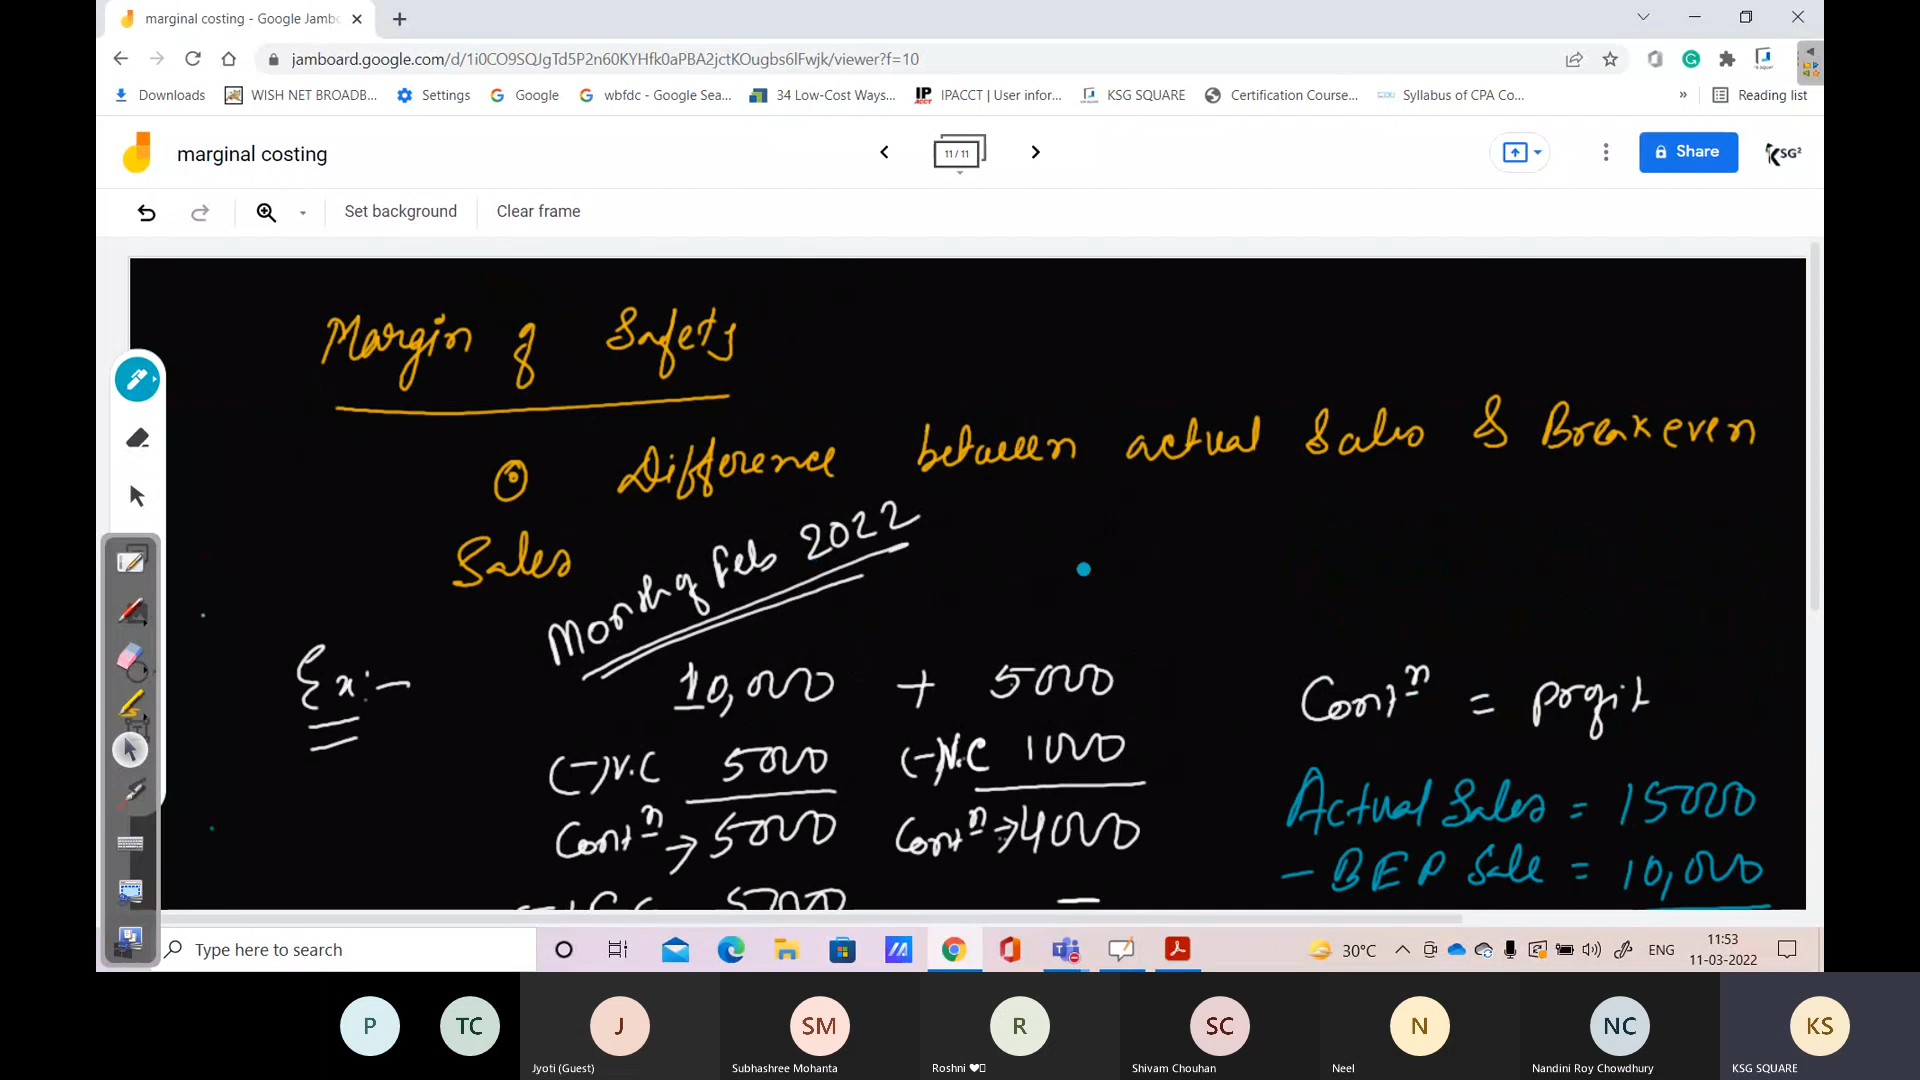 marginal costing - Google Jambo
jamboard.google.com/d/1i0CO9SQJgTd5P2n60KYHfk0aPBA2jctKOugbs6lFwjk/viewer?f=10
Downloads WISH NET BROADB... Settings Google wbfdc - Google Sea... 34 Low-Cost Ways... IPACCT | User infor... KSG SQUARE Certification Course... Syllabus of CPA Co... » Reading list
marginal costing 11 / 11 Share KSG²
Set background Clear frame
Margin of Safety
Difference between actual Sales & Breakeven
Sales
Month of Feb 2022
Ex:- 10,000 + 5000 Contⁿ = profit
(-)V.C 5000 (-)V.C 1000
Contⁿ → 5000 Contⁿ → 4000 Actual Sales = 15000
- BEP Sale = 10,000
5000
Type here to search 30°C ENG 11:53
11-03-2022
P TC J SM R SC N NC KS
Jyoti (Guest) Subhashree Mohanta Roshni ❤ Shivam Chouhan Neel Nandini Roy Chowdhury KSG SQUARE